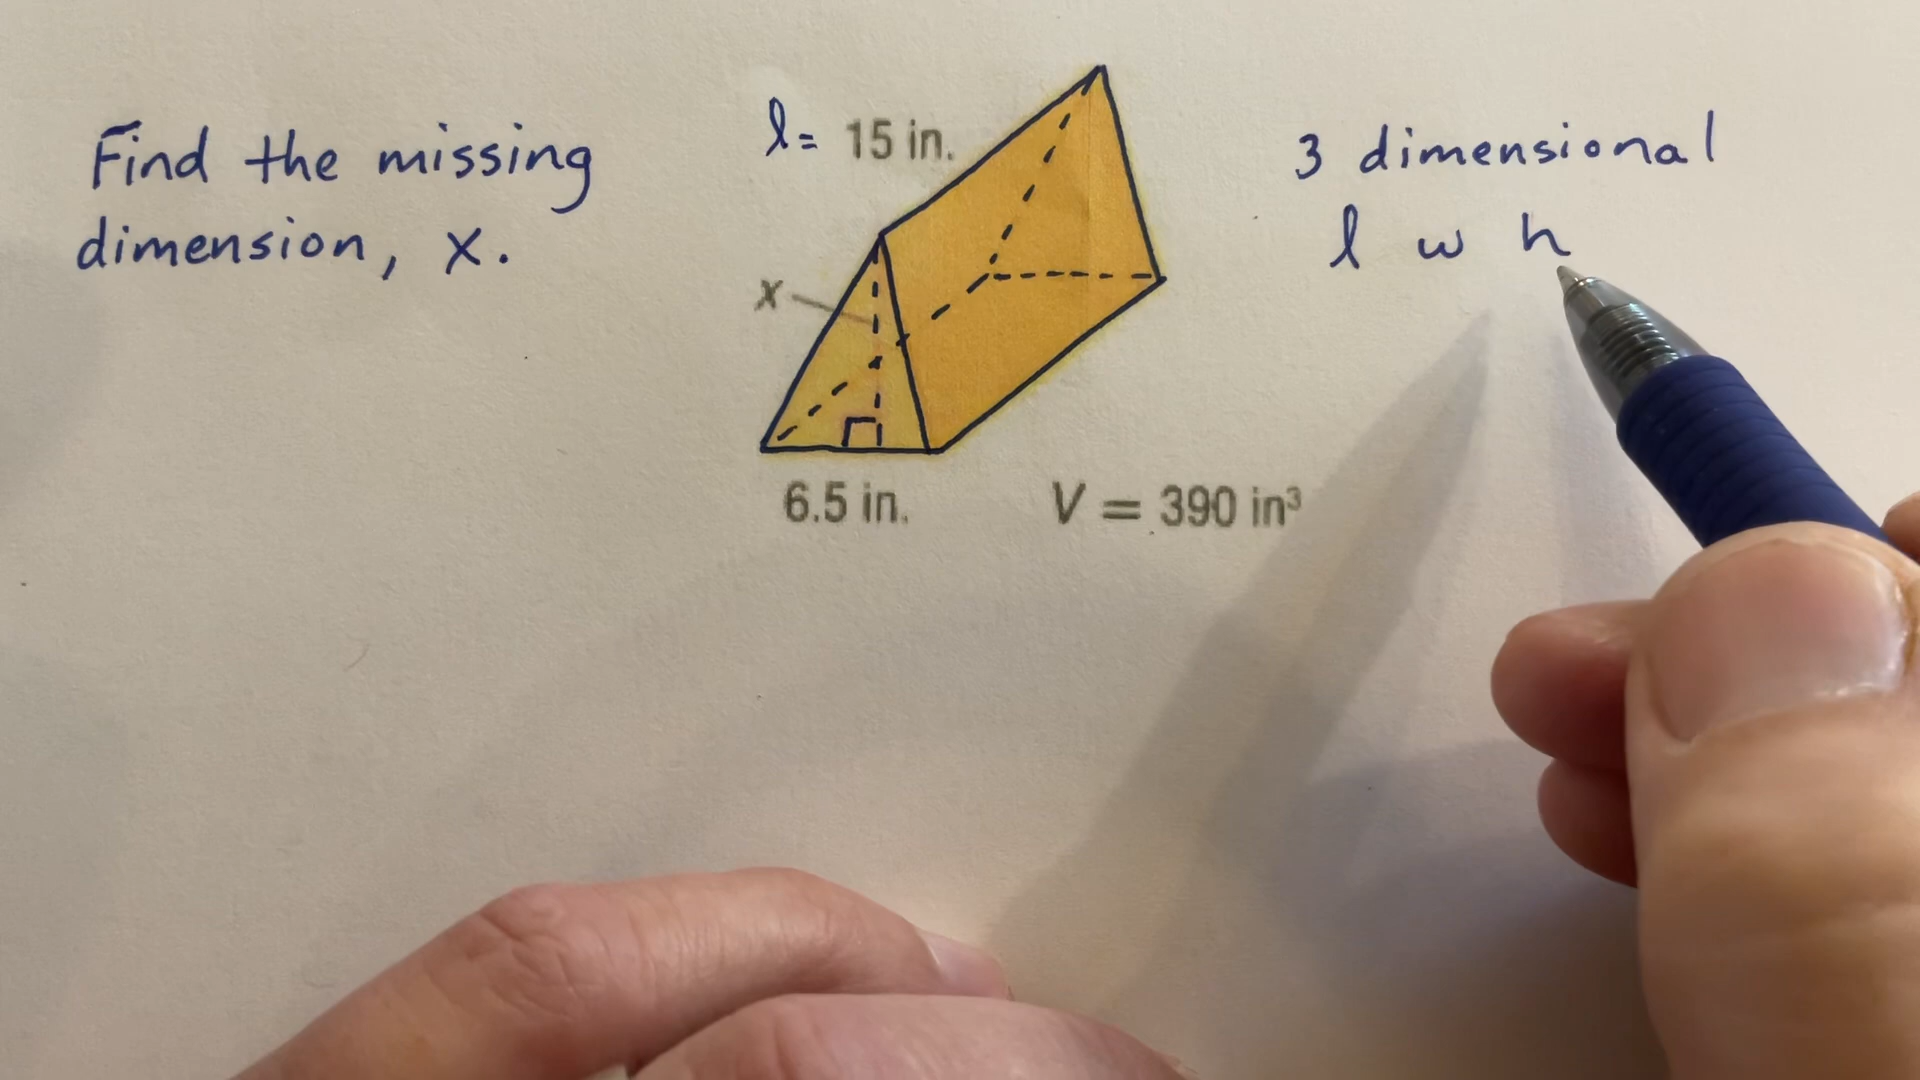 Find the missing
dimension, x.
l = 15 in.
x
6.5 in.
V = 390 in³
3 dimensional
l w h